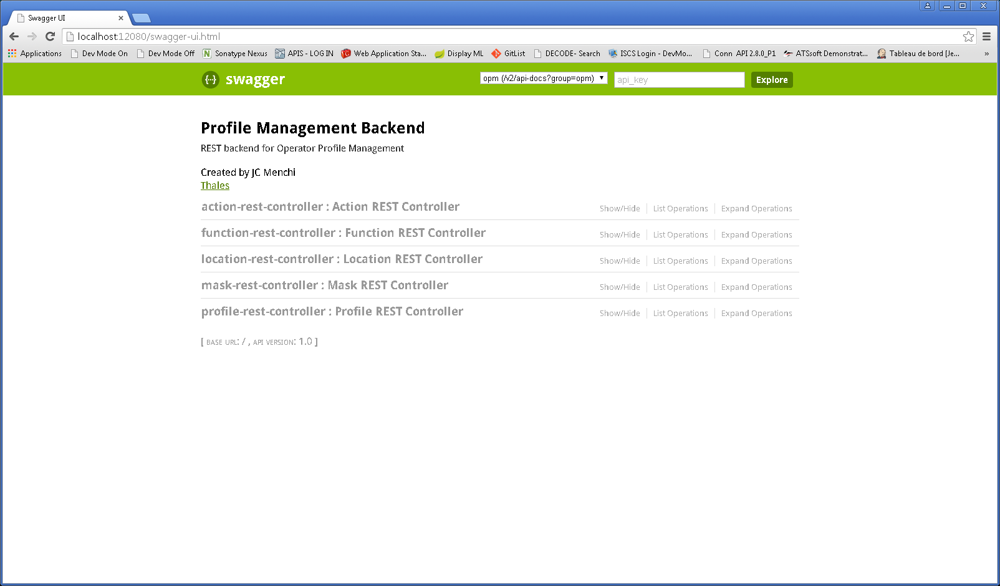 Swagger UI
localhost:12080/swagger-ui.html
Applications Dev Mode On Dev Mode Off Sonatype Nexus APIS - LOG IN Web Application Sta... Display ML GitList DECODE- Search ISCS Login - DevMo... Conn API 2.8.0_P1 ATSsoft Demonstrat... Tableau de bord [Je... »
swagger opm (/v2/api-docs?group=opm) api_key Explore
Profile Management Backend
REST backend for Operator Profile Management
Created by JC Menchi
Thales
action-rest-controller : Action REST Controller Show/Hide List Operations Expand Operations
function-rest-controller : Function REST Controller Show/Hide List Operations Expand Operations
location-rest-controller : Location REST Controller Show/Hide List Operations Expand Operations
mask-rest-controller : Mask REST Controller Show/Hide List Operations Expand Operations
profile-rest-controller : Profile REST Controller Show/Hide List Operations Expand Operations
[ BASE URL: / , API VERSION: 1.0 ]